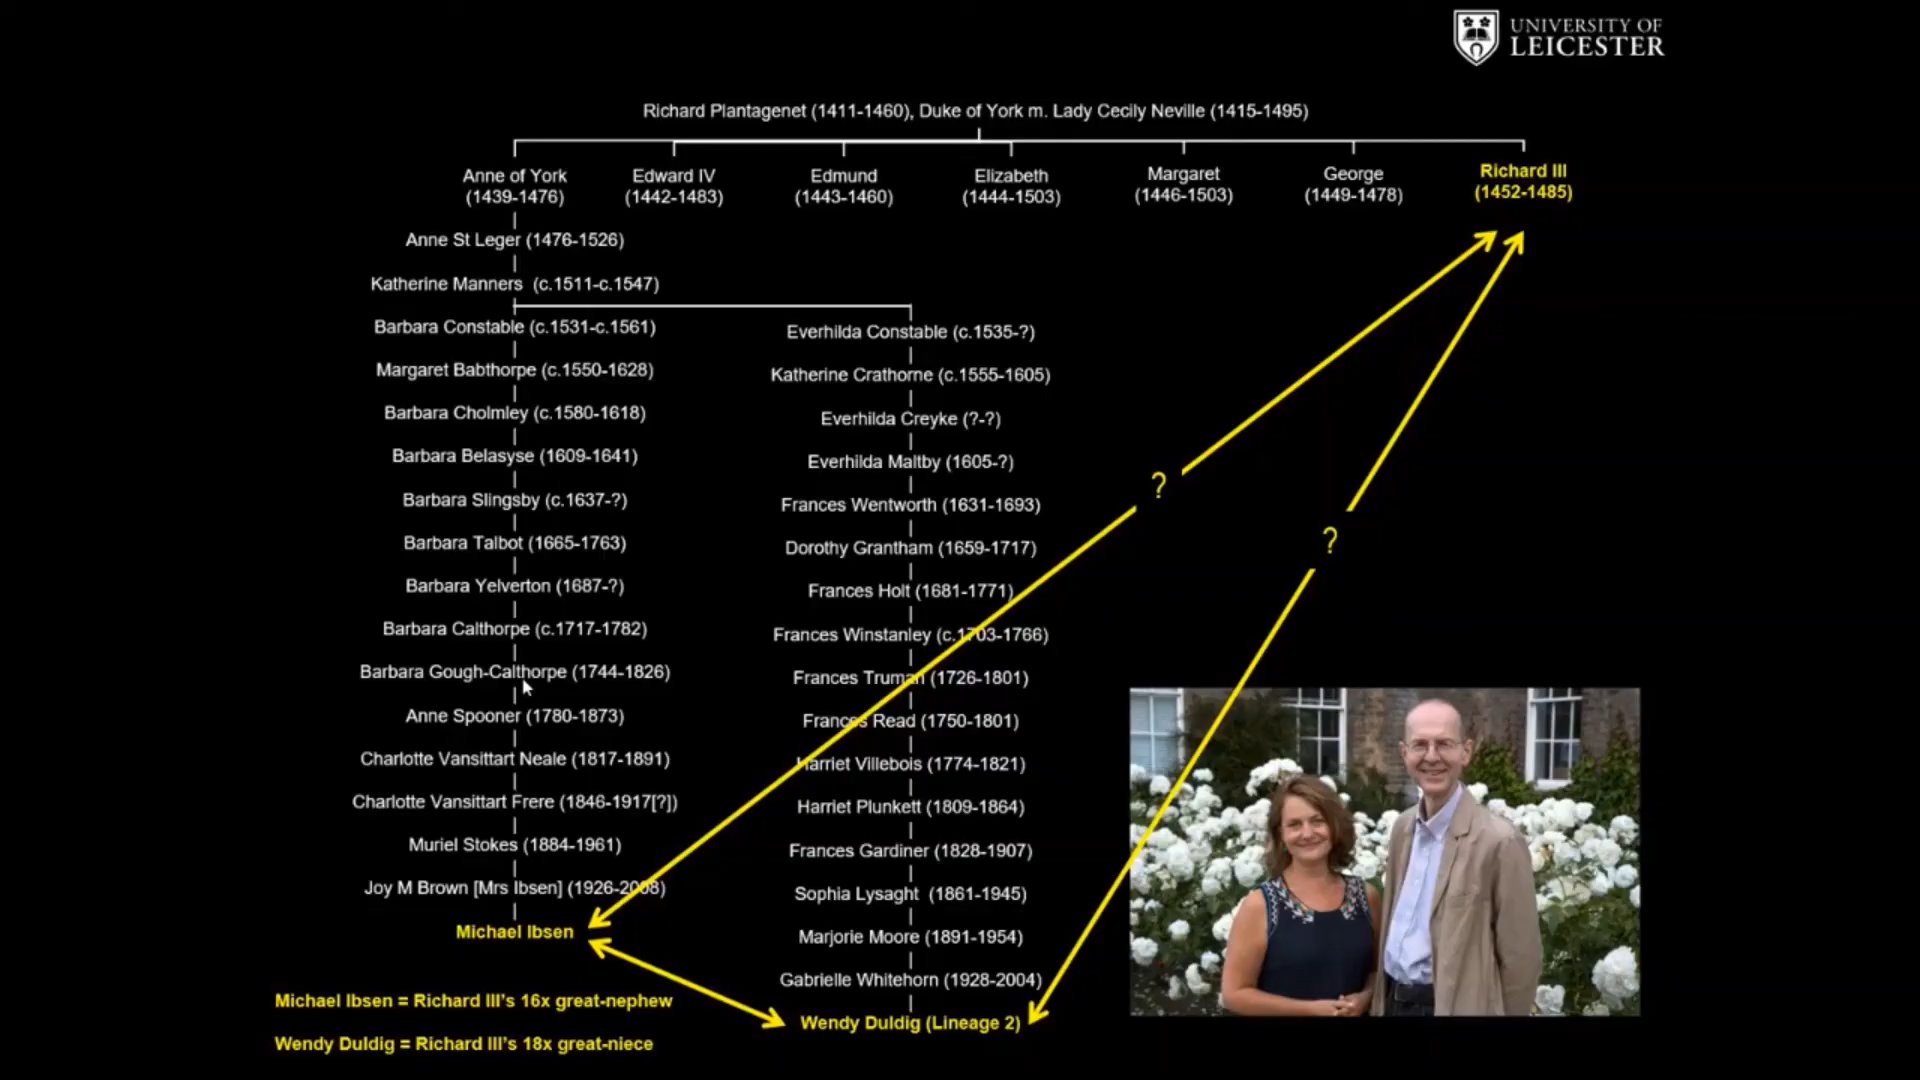 UNIVERSITY OF
LEICESTER
Richard Plantagenet (1411-1460), Duke of York m. Lady Cecily Neville (1415-1495)
Anne of York
(1439-1476)
Edward IV
(1442-1483)
Edmund
(1443-1460)
Elizabeth
(1444-1503)
Margaret
(1446-1503)
George
(1449-1478)
Richard III
(1452-1485)
Anne St Leger (1476-1526)
Katherine Manners (c.1511-c.1547)
Barbara Constable (c.1531-c.1561)
Margaret Babthorpe (c.1550-1628)
Barbara Cholmley (c.1580-1618)
Barbara Belasyse (1609-1641)
Barbara Slingsby (c.1637-?)
Barbara Talbot (1665-1763)
Barbara Yelverton (1687-?)
Barbara Calthorpe (c.1717-1782)
Barbara Gough-Calthorpe (1744-1826)
Anne Spooner (1780-1873)
Charlotte Vansittart Neale (1817-1891)
Charlotte Vansittart Frere (1846-1917[?])
Muriel Stokes (1884-1961)
Joy M Brown [Mrs Ibsen] (1926-2008)
Michael Ibsen
Everhilda Constable (c.1535-?)
Katherine Crathorne (c.1555-1605)
Everhilda Creyke (?-?)
Everhilda Maltby (1605-?)
Frances Wentworth (1631-1693)
Dorothy Grantham (1659-1717)
Frances Holt (1681-1771)
Frances Winstanley (c.1703-1766)
Frances Truman (1726-1801)
Frances Read (1750-1801)
Harriet Villebois (1774-1821)
Harriet Plunkett (1809-1864)
Frances Gardiner (1828-1907)
Sophia Lysaght (1861-1945)
Marjorie Moore (1891-1954)
Gabrielle Whitehorn (1928-2004)
Wendy Duldig (Lineage 2)
?
?
Michael Ibsen = Richard III's 16x great-nephew
Wendy Duldig = Richard III's 18x great-niece